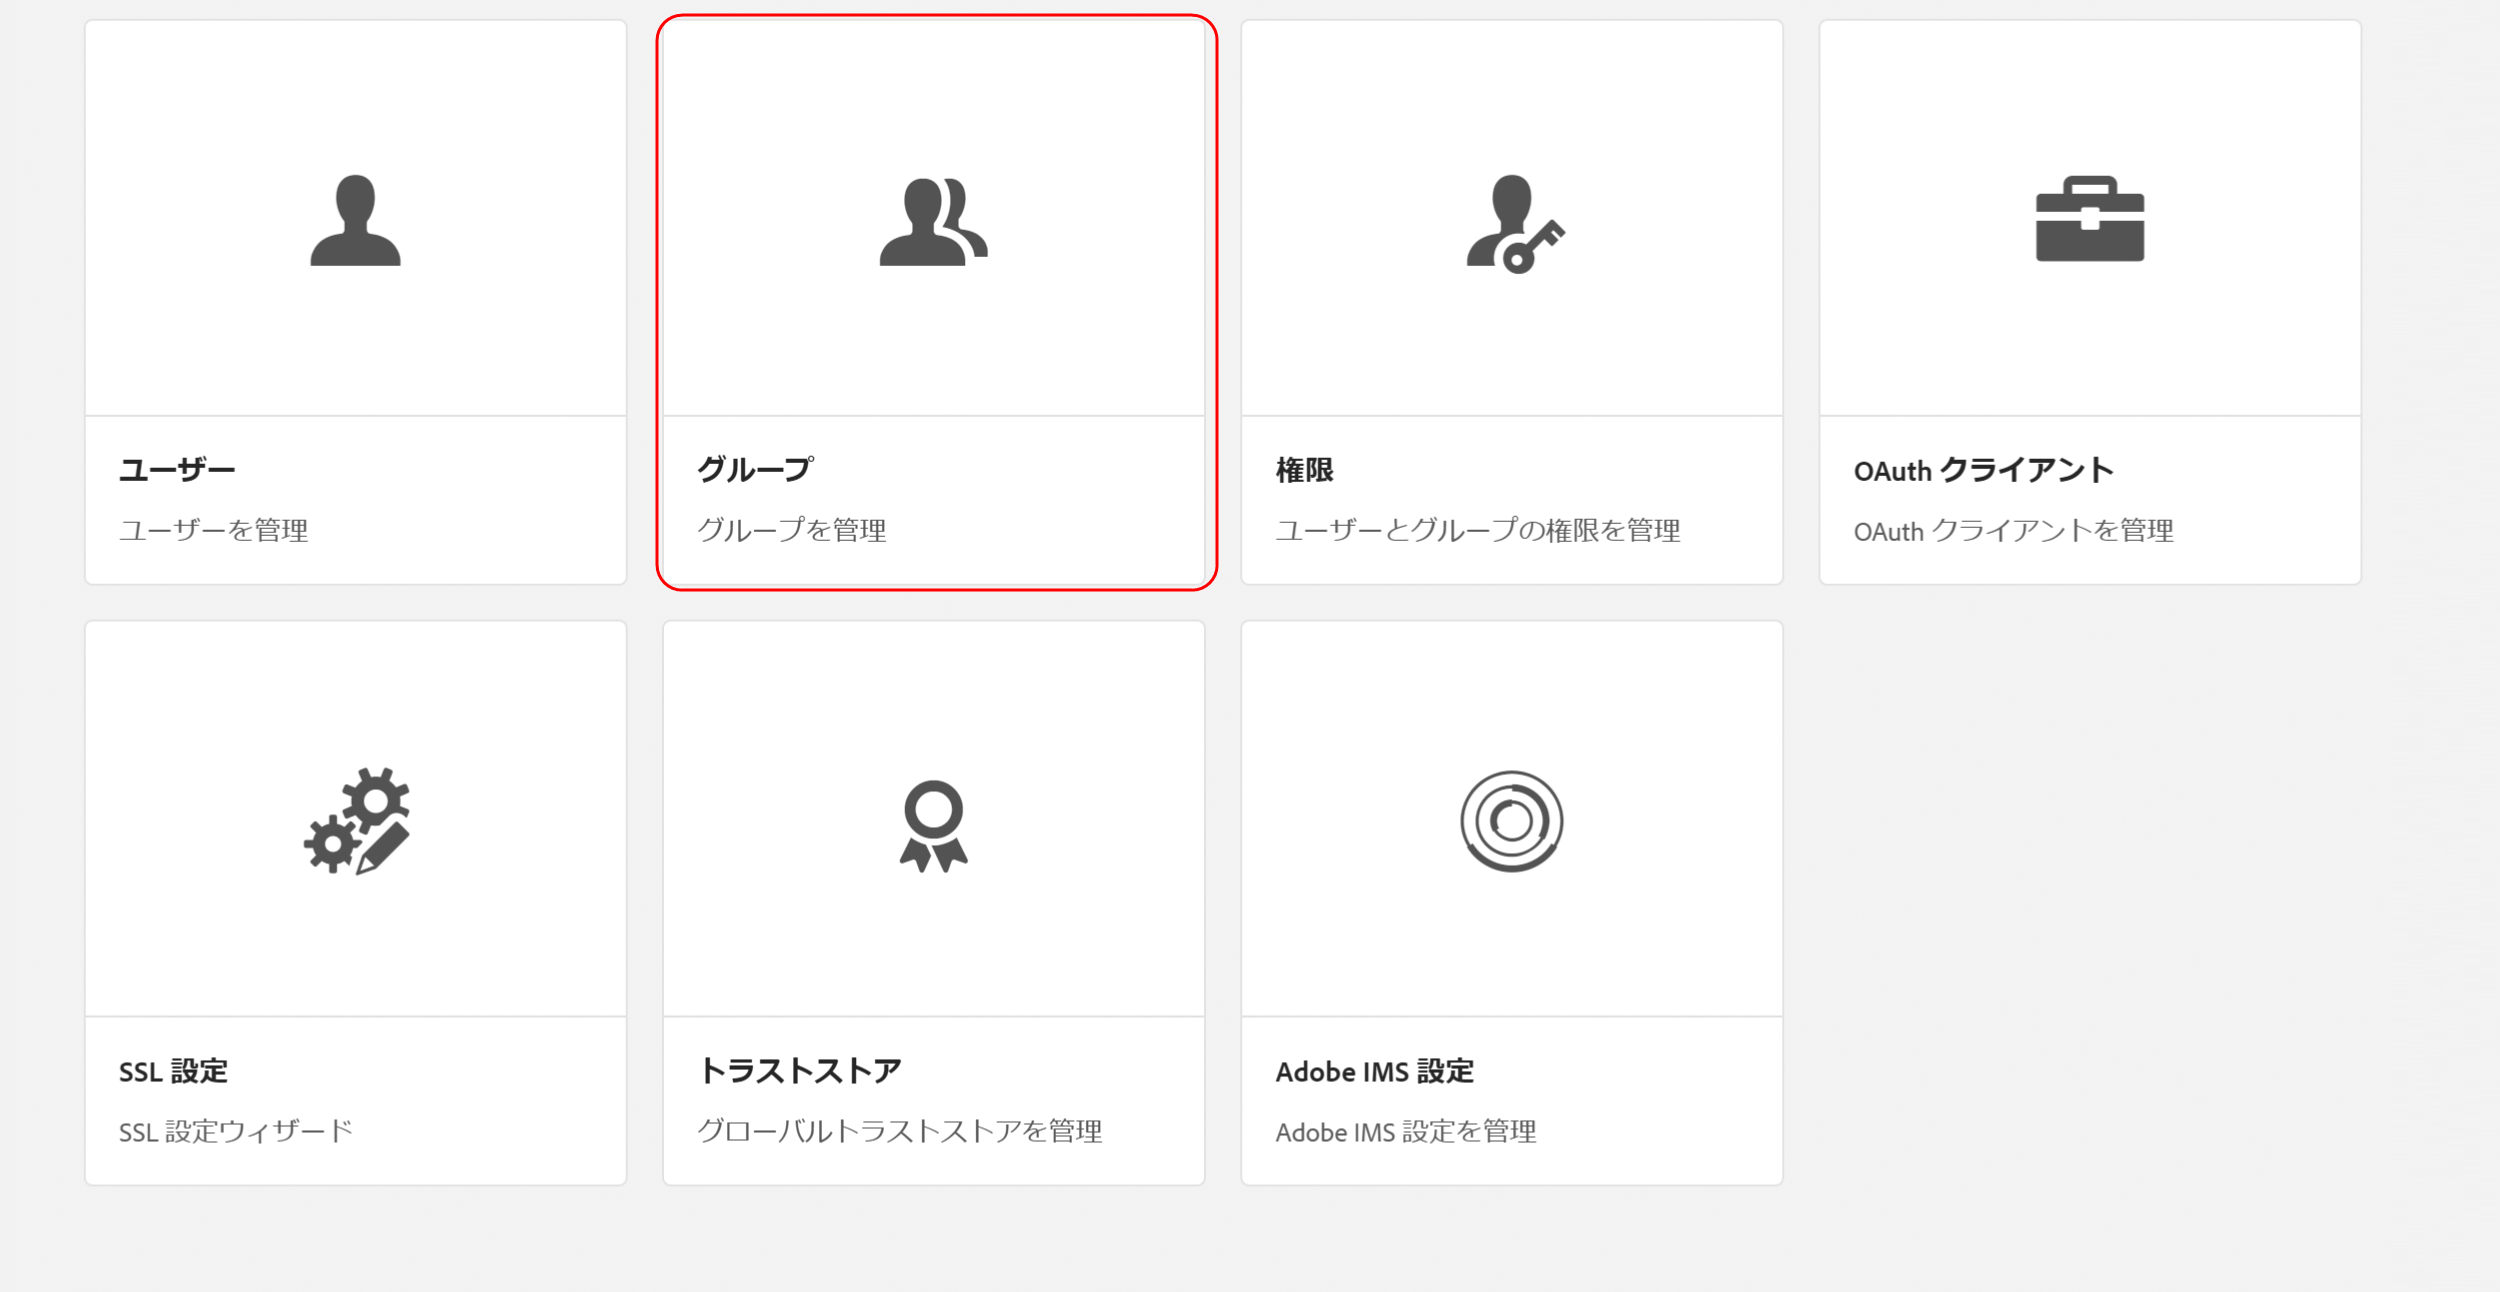 ユーザー
ユーザーを管理
グループ
グループを管理
権限
ユーザーとグループの権限を管理
OAuth クライアント
OAuth クライアントを管理
SSL 設定
SSL 設定ウィザード
トラストストア
グローバルトラストストアを管理
Adobe IMS 設定
Adobe IMS 設定を管理